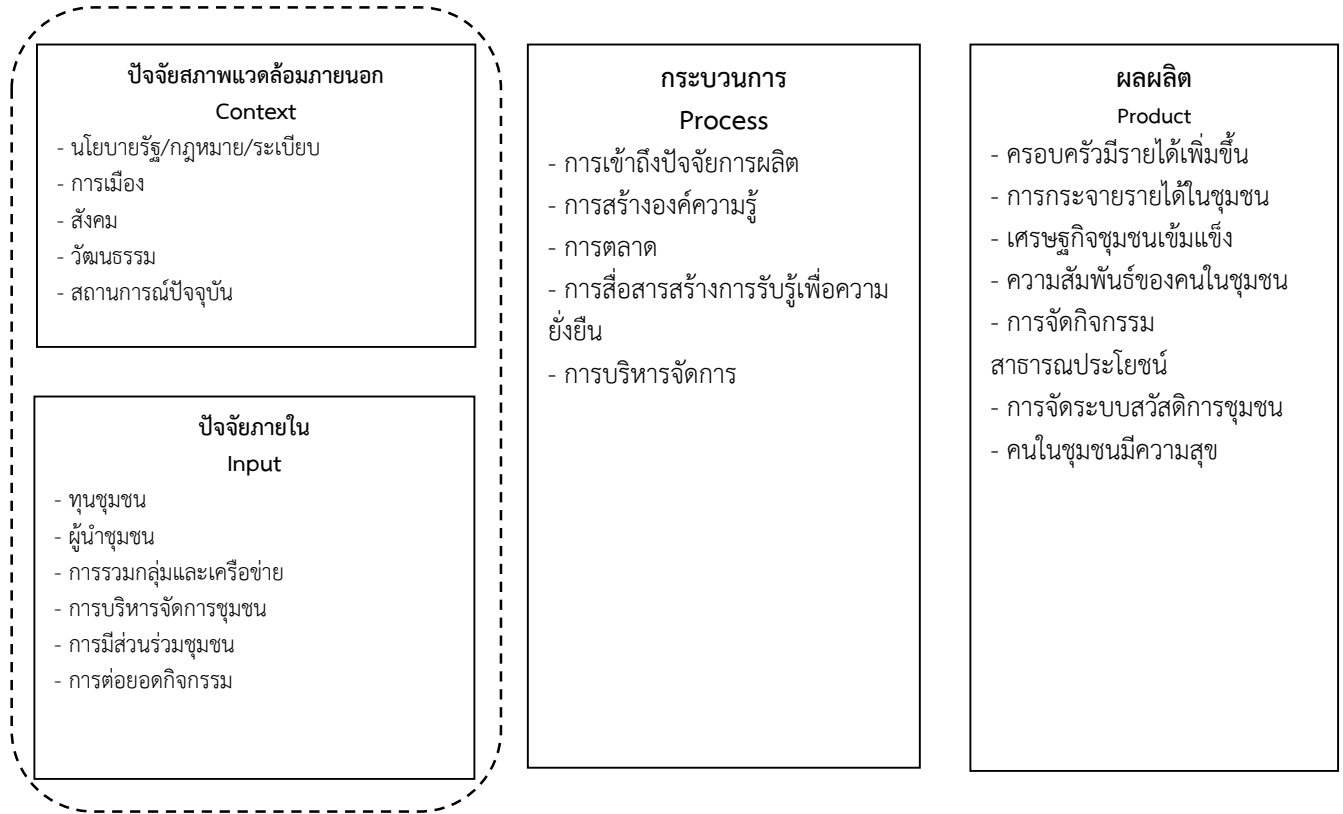 ปัจจัยสภาพแวดล้อมภายนอก
Context
- นโยบายรัฐ/กฎหมาย/ระเบียบ
- การเมือง
- สังคม
- วัฒนธรรม
- สถานการณ์ปัจจุบัน
ปัจจัยภายใน
Input
- ทุนชุมชน
- ผู้นำชุมชน
- การรวมกลุ่มและเครือข่าย
- การบริหารจัดการชุมชน
- การมีส่วนร่วมชุมชน
- การต่อยอดกิจกรรม
กระบวนการ
Process
- การเข้าถึงปัจจัยการผลิต
- การสร้างองค์ความรู้
- การตลาด
- การสื่อสารสร้างการรับรู้เพื่อความ
ยั่งยืน
- การบริหารจัดการ
ผลผลิต
Product
- ครอบครัวมีรายได้เพิ่มขึ้น
- การกระจายรายได้ในชุมชน
- เศรษฐกิจชุมชนเข้มแข็ง
- ความสัมพันธ์ของคนในชุมชน
- การจัดกิจกรรม
สาธารณประโยชน์
- การจัดระบบสวัสดิการชุมชน
- คนในชุมชนมีความสุข